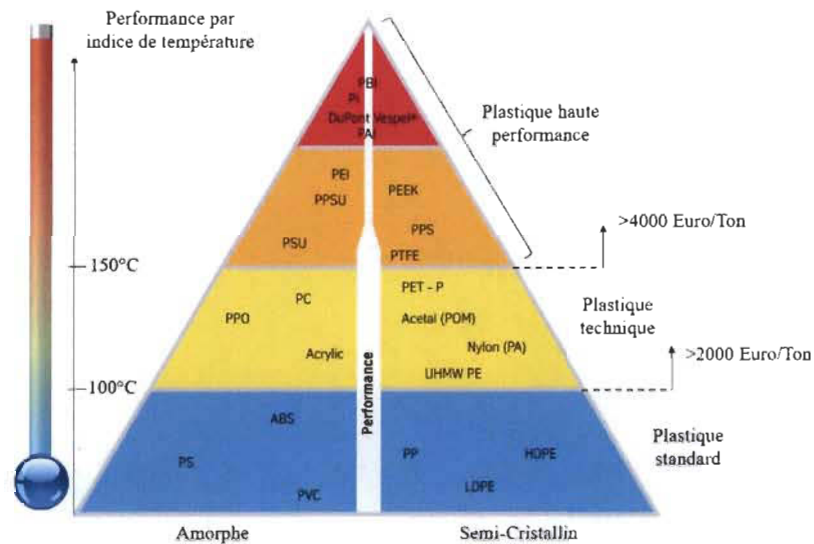 Performance par
indice de température
PBI
PI
DuPont Vespel®
PAI
Plastique haute
performance
PEI
PPSU
PSU
PEEK
PPS
PTFE
>4000 Euro/Ton
150°C
PC
PPO
Acrylic
PET - P
Acetal (POM)
Nylon (PA)
UHMW PE
Plastique
technique
>2000 Euro/Ton
100°C
Performance
ABS
PS
PVC
PP
HDPE
LDPE
Plastique
standard
Amorphe
Semi-Cristallin